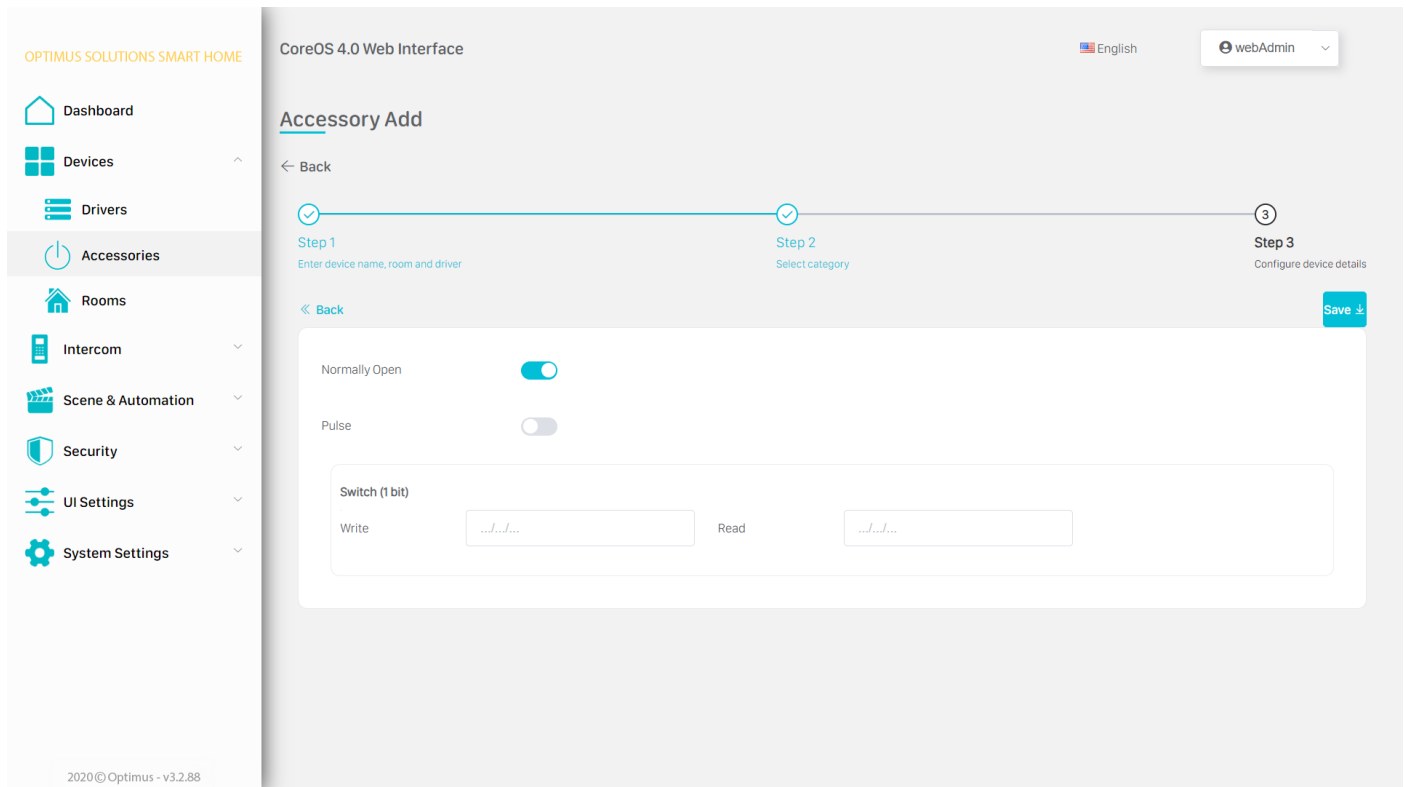 OPTIMUS SOLUTIONS SMART HOME
Dashboard
Devices
Drivers
Accessories
Rooms
Intercom
Scene & Automation
Security
UI Settings
System Settings
2020 © Optimus - v3.2.88
CoreOS 4.0 Web Interface
English
webAdmin
Accessory Add
Back
3
Step 1
Step 2
Step 3
Enter device name, room and driver
Select category
Configure device details
Back
Save
Normally Open
Pulse
Switch (1 bit)
Write .../.../... Read .../.../...